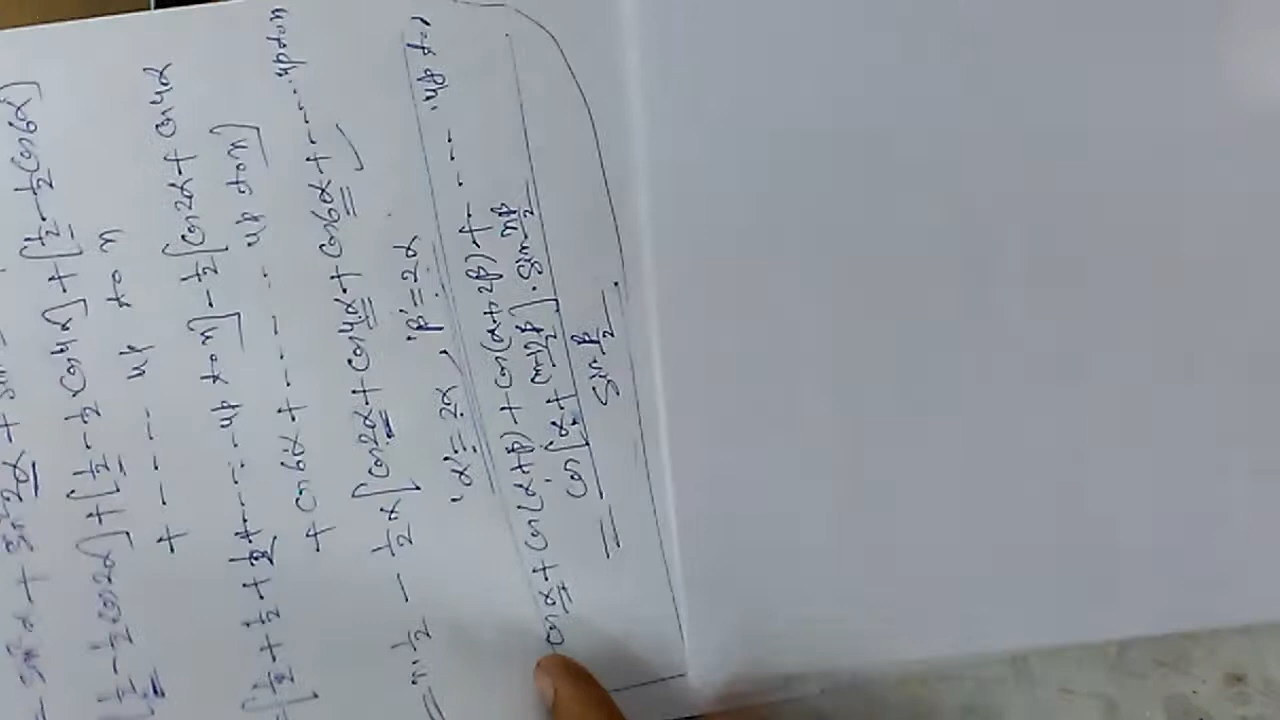 = sin²α + sin²2α + sin
[1/2 - 1/2 cos2α] + [1/2 - 1/2 cos4α] + [1/2 - 1/2 cos6α]
+ ---- up to n
= [1/2 + 1/2 + 1/2 + ---- up to n] - 1/2 [cos2α + cos4α
+ cos6α + ---- up to n]
= n·1/2 - 1/2 α [cos2α + cos4α + cos6α + ---- upto n
'α' = 2α, 'β' = 2α
cosα + cos(α+β) + cos(α+2β) + ---- up to
= cos[α + (n-1)β/2] · sin nβ/2
sin β/2